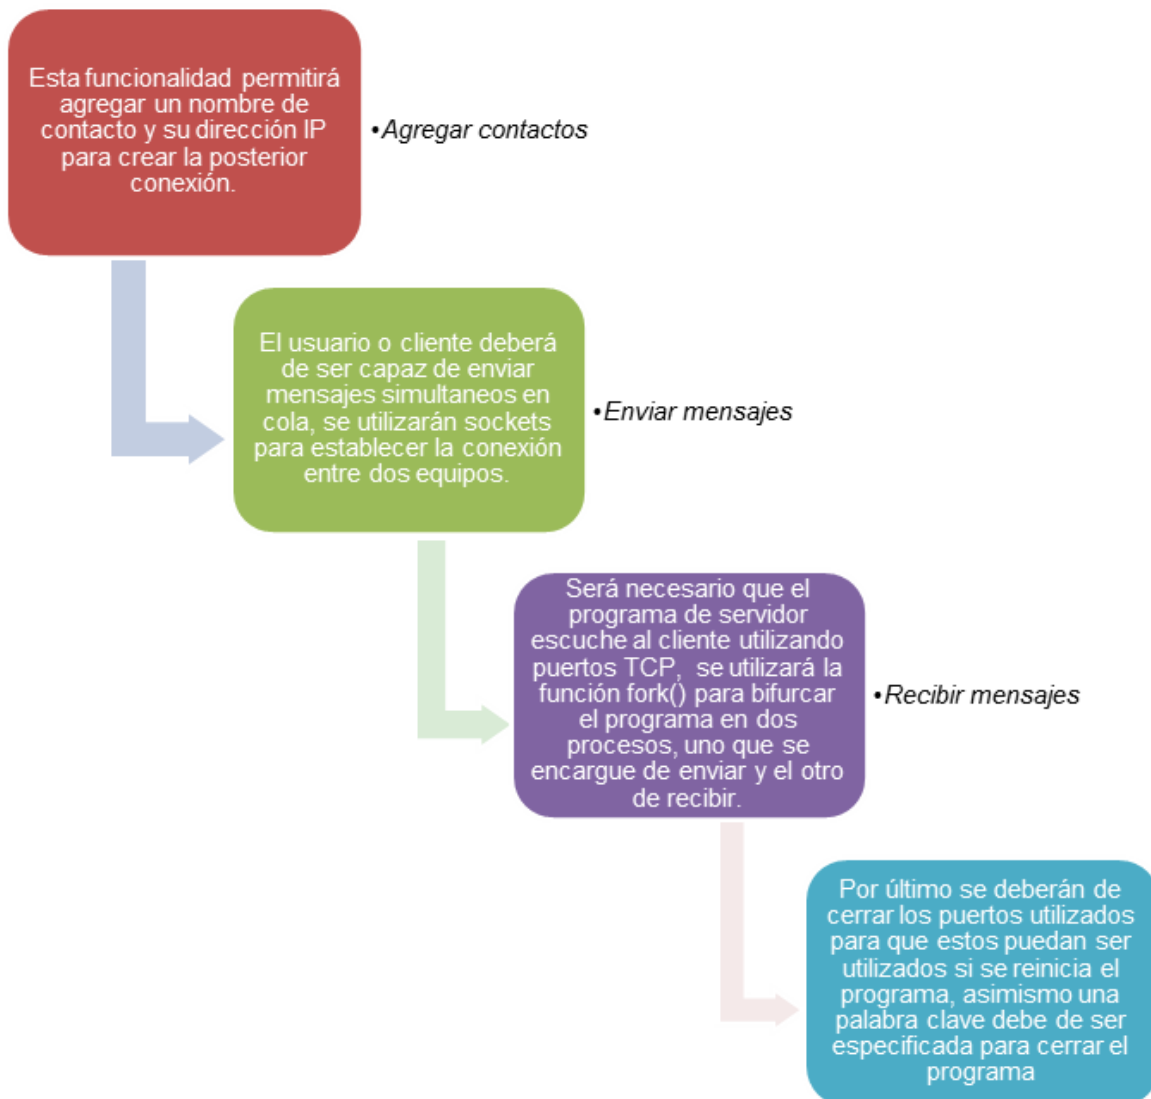 Esta funcionalidad permitirá
agregar un nombre de
contacto y su dirección IP
para crear la posterior
conexión.
•Agregar contactos
El usuario o cliente deberá
de ser capaz de enviar
mensajes simultaneos en
cola, se utilizarán sockets
para establecer la conexión
entre dos equipos.
•Enviar mensajes
Será necesario que el
programa de servidor
escuche al cliente utilizando
puertos TCP, se utilizará la
función fork() para bifurcar
el programa en dos
procesos, uno que se
encargue de enviar y el otro
de recibir.
•Recibir mensajes
Por último se deberán de
cerrar los puertos utilizados
para que estos puedan ser
utilizados si se reinicia el
programa, asimismo una
palabra clave debe de ser
especificada para cerrar el
programa